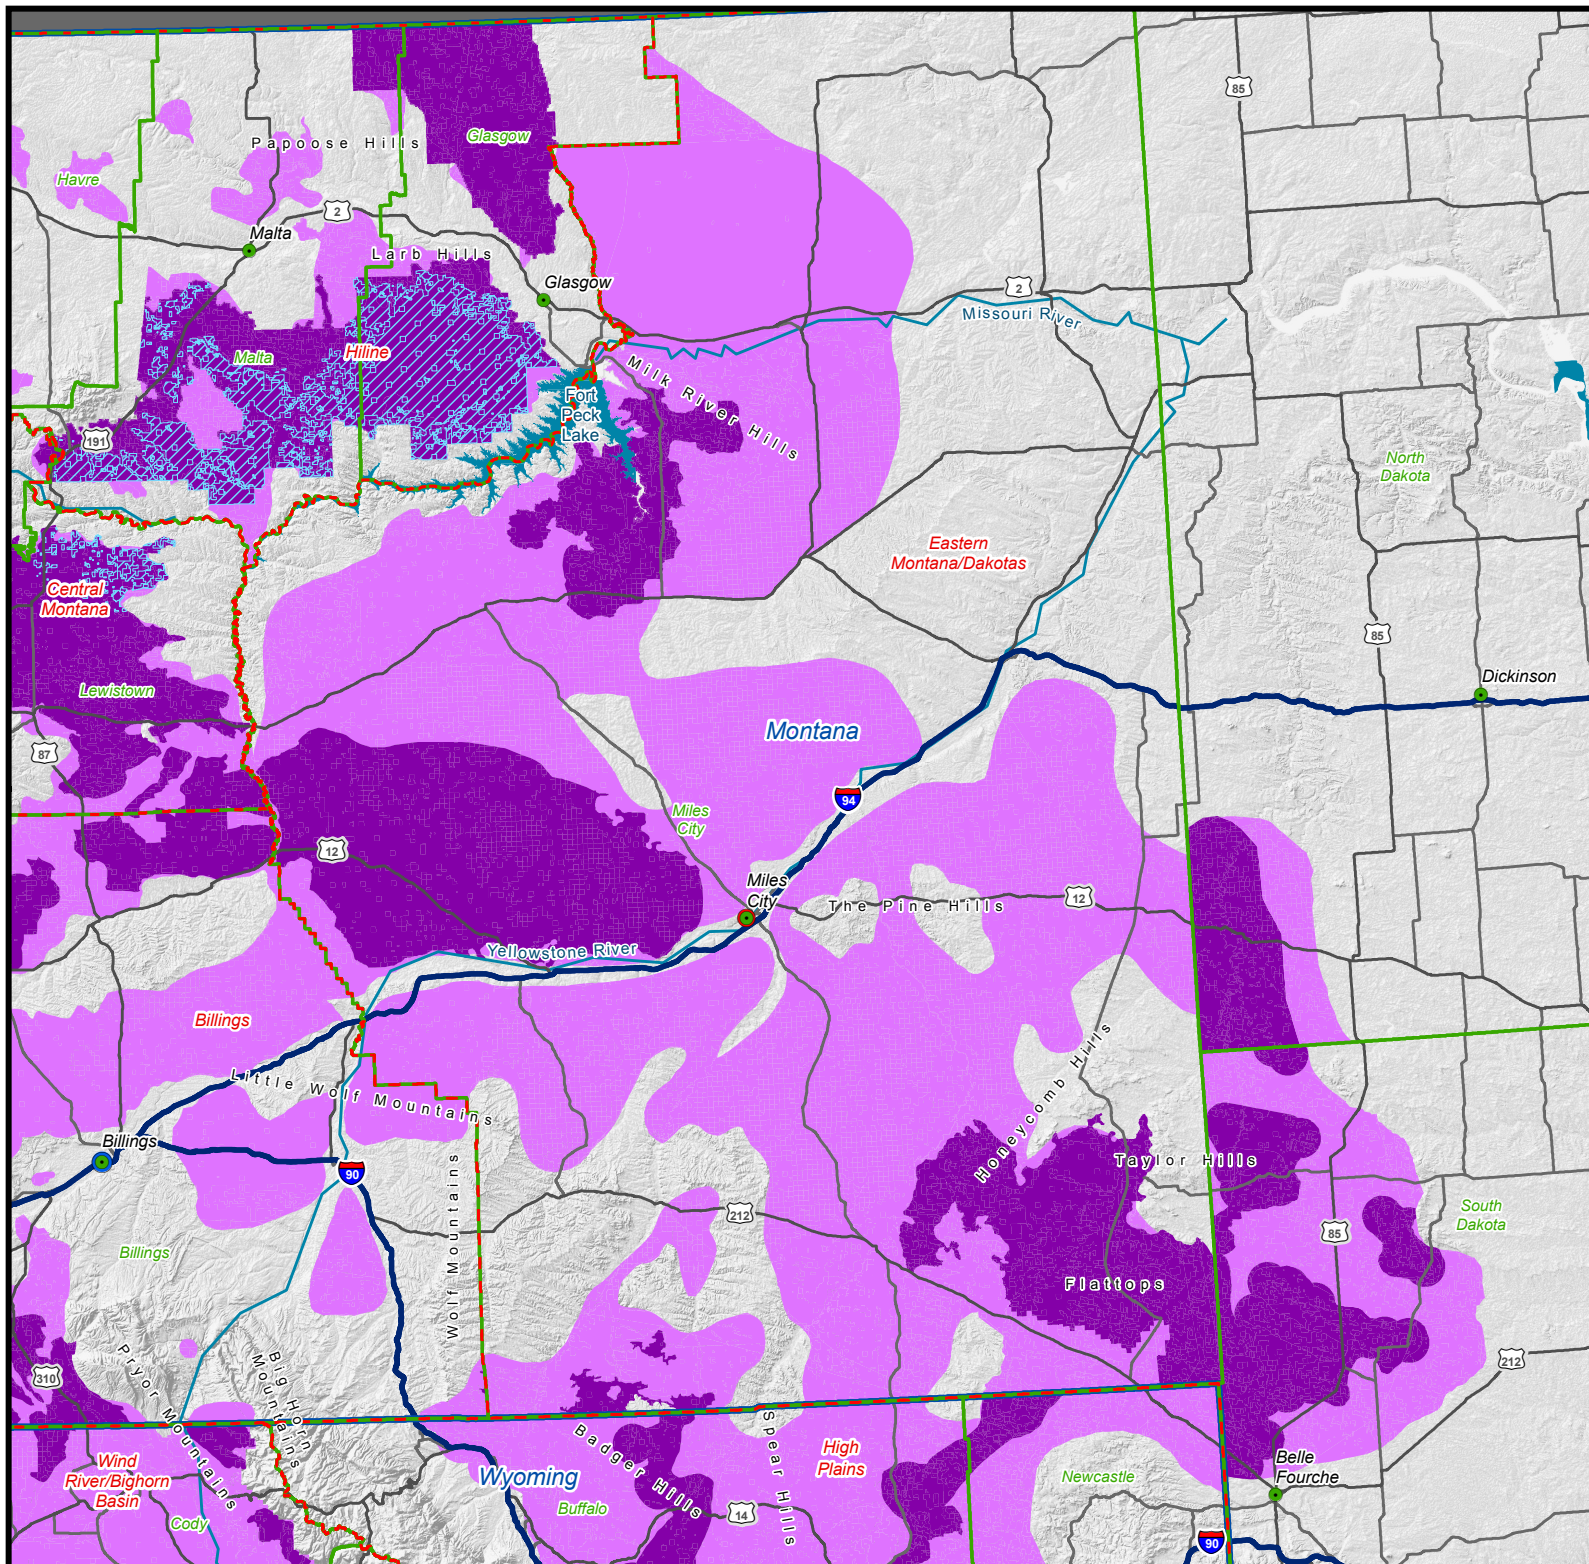 85
Glasgow
Papoose Hills
Havre
2
Malta
Larb Hills
Glasgow
2
Missouri River
Malta
Hiline
Milk River Hills
Fort
Peck
Lake
191
North
Dakota
Eastern
Montana/Dakotas
Central
Montana
85
Lewistown
Dickinson
Montana
87
94
Miles
City
12
Miles
City
The Pine Hills
12
Yellowstone River
Billings
Honeycomb Hills
Little Wolf Mountains
Billings
Taylor Hills
90
Wolf Mountains
212
South
Dakota
85
Billings
Flattops
Pryor Mountains
Big Horn
Mountains
310
212
Spear Hills
Badger Hills
High
Plains
Wind
River/Bighorn
Basin
Wyoming
Belle
Fourche
Newcastle
Buffalo
14
Cody
90